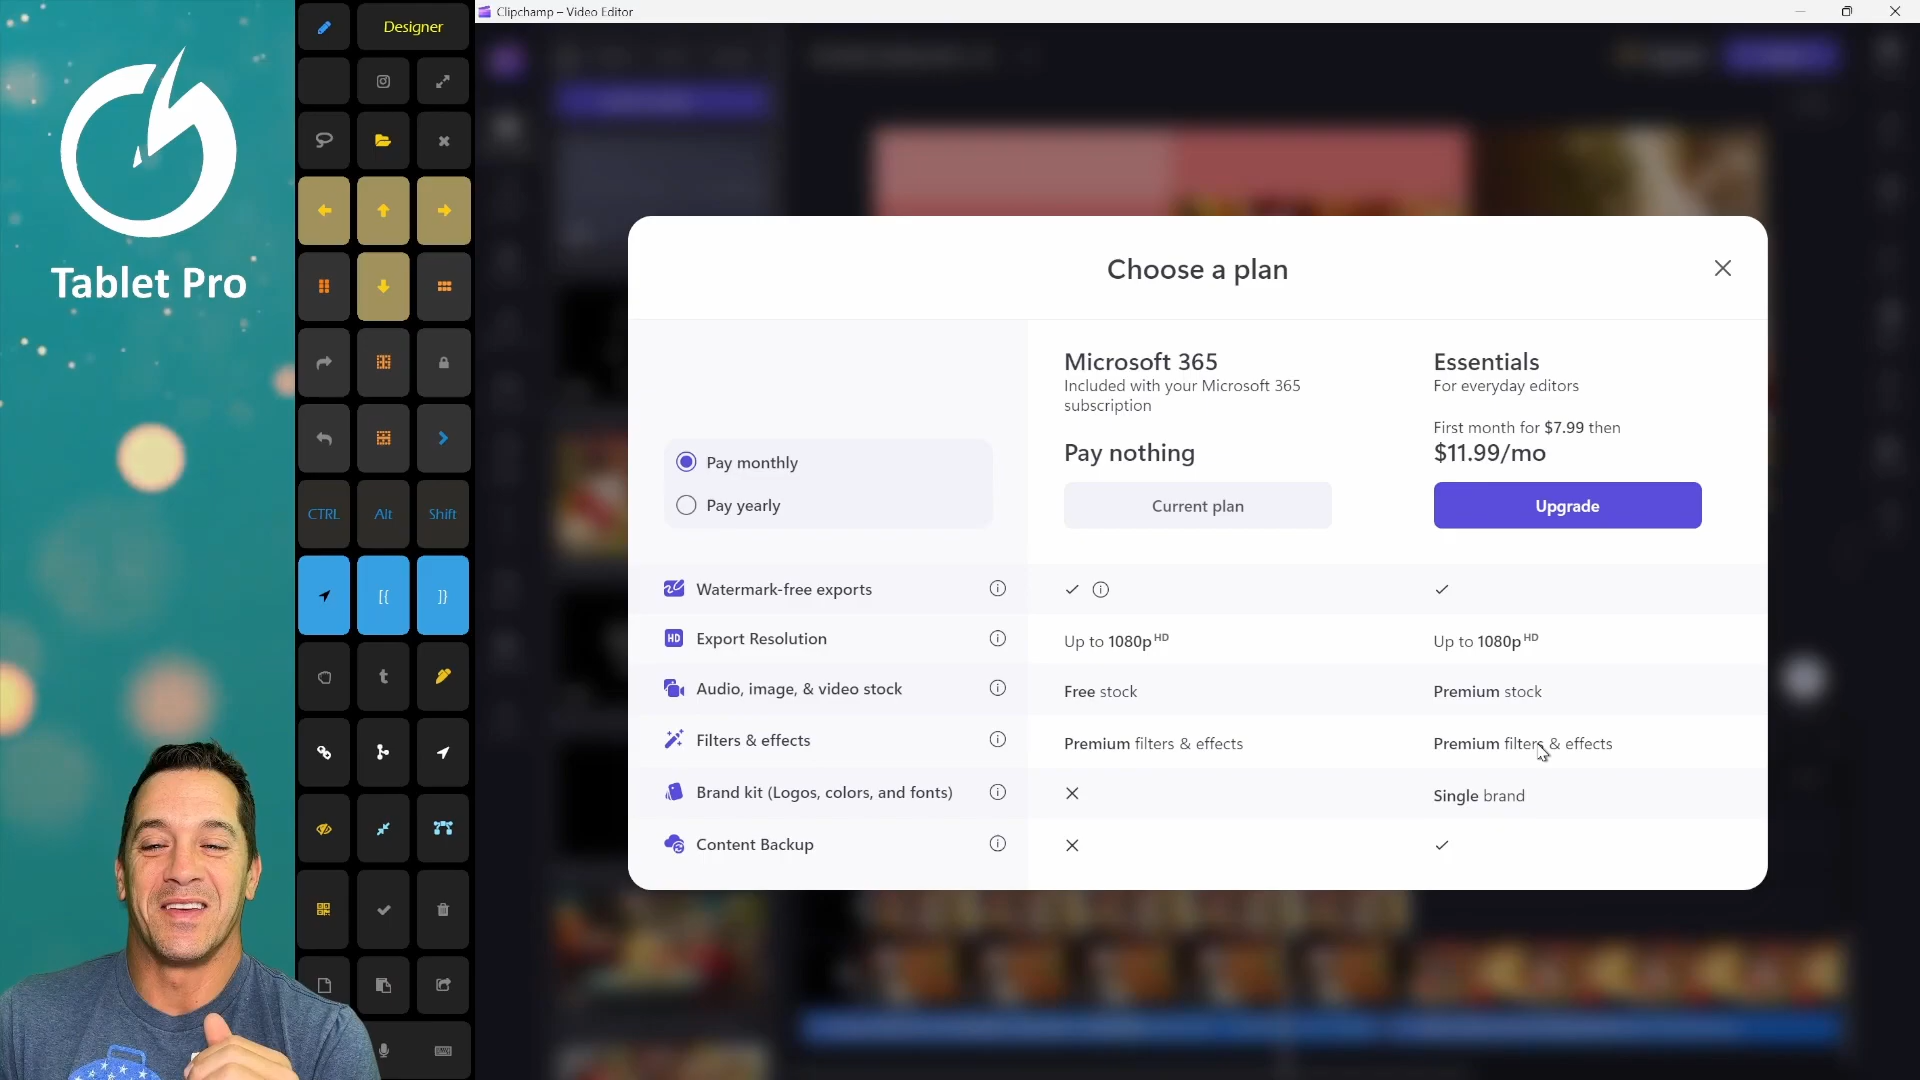 Clipchamp – Video Editor
Designer
Tablet Pro
CTRL
Alt
Shift
[{
]}
t
Choose a plan
Pay monthly
Pay yearly
Microsoft 365
Included with your Microsoft 365
subscription
Pay nothing
Current plan
Essentials
For everyday editors
First month for $7.99 then
$11.99/mo
Upgrade
Watermark-free exports
HD Export Resolution
Up to 1080p HD
Up to 1080p HD
Audio, image, & video stock
Free stock
Premium stock
Filters & effects
Premium filters & effects
Premium filters & effects
Brand kit (Logos, colors, and fonts)
Single brand
Content Backup